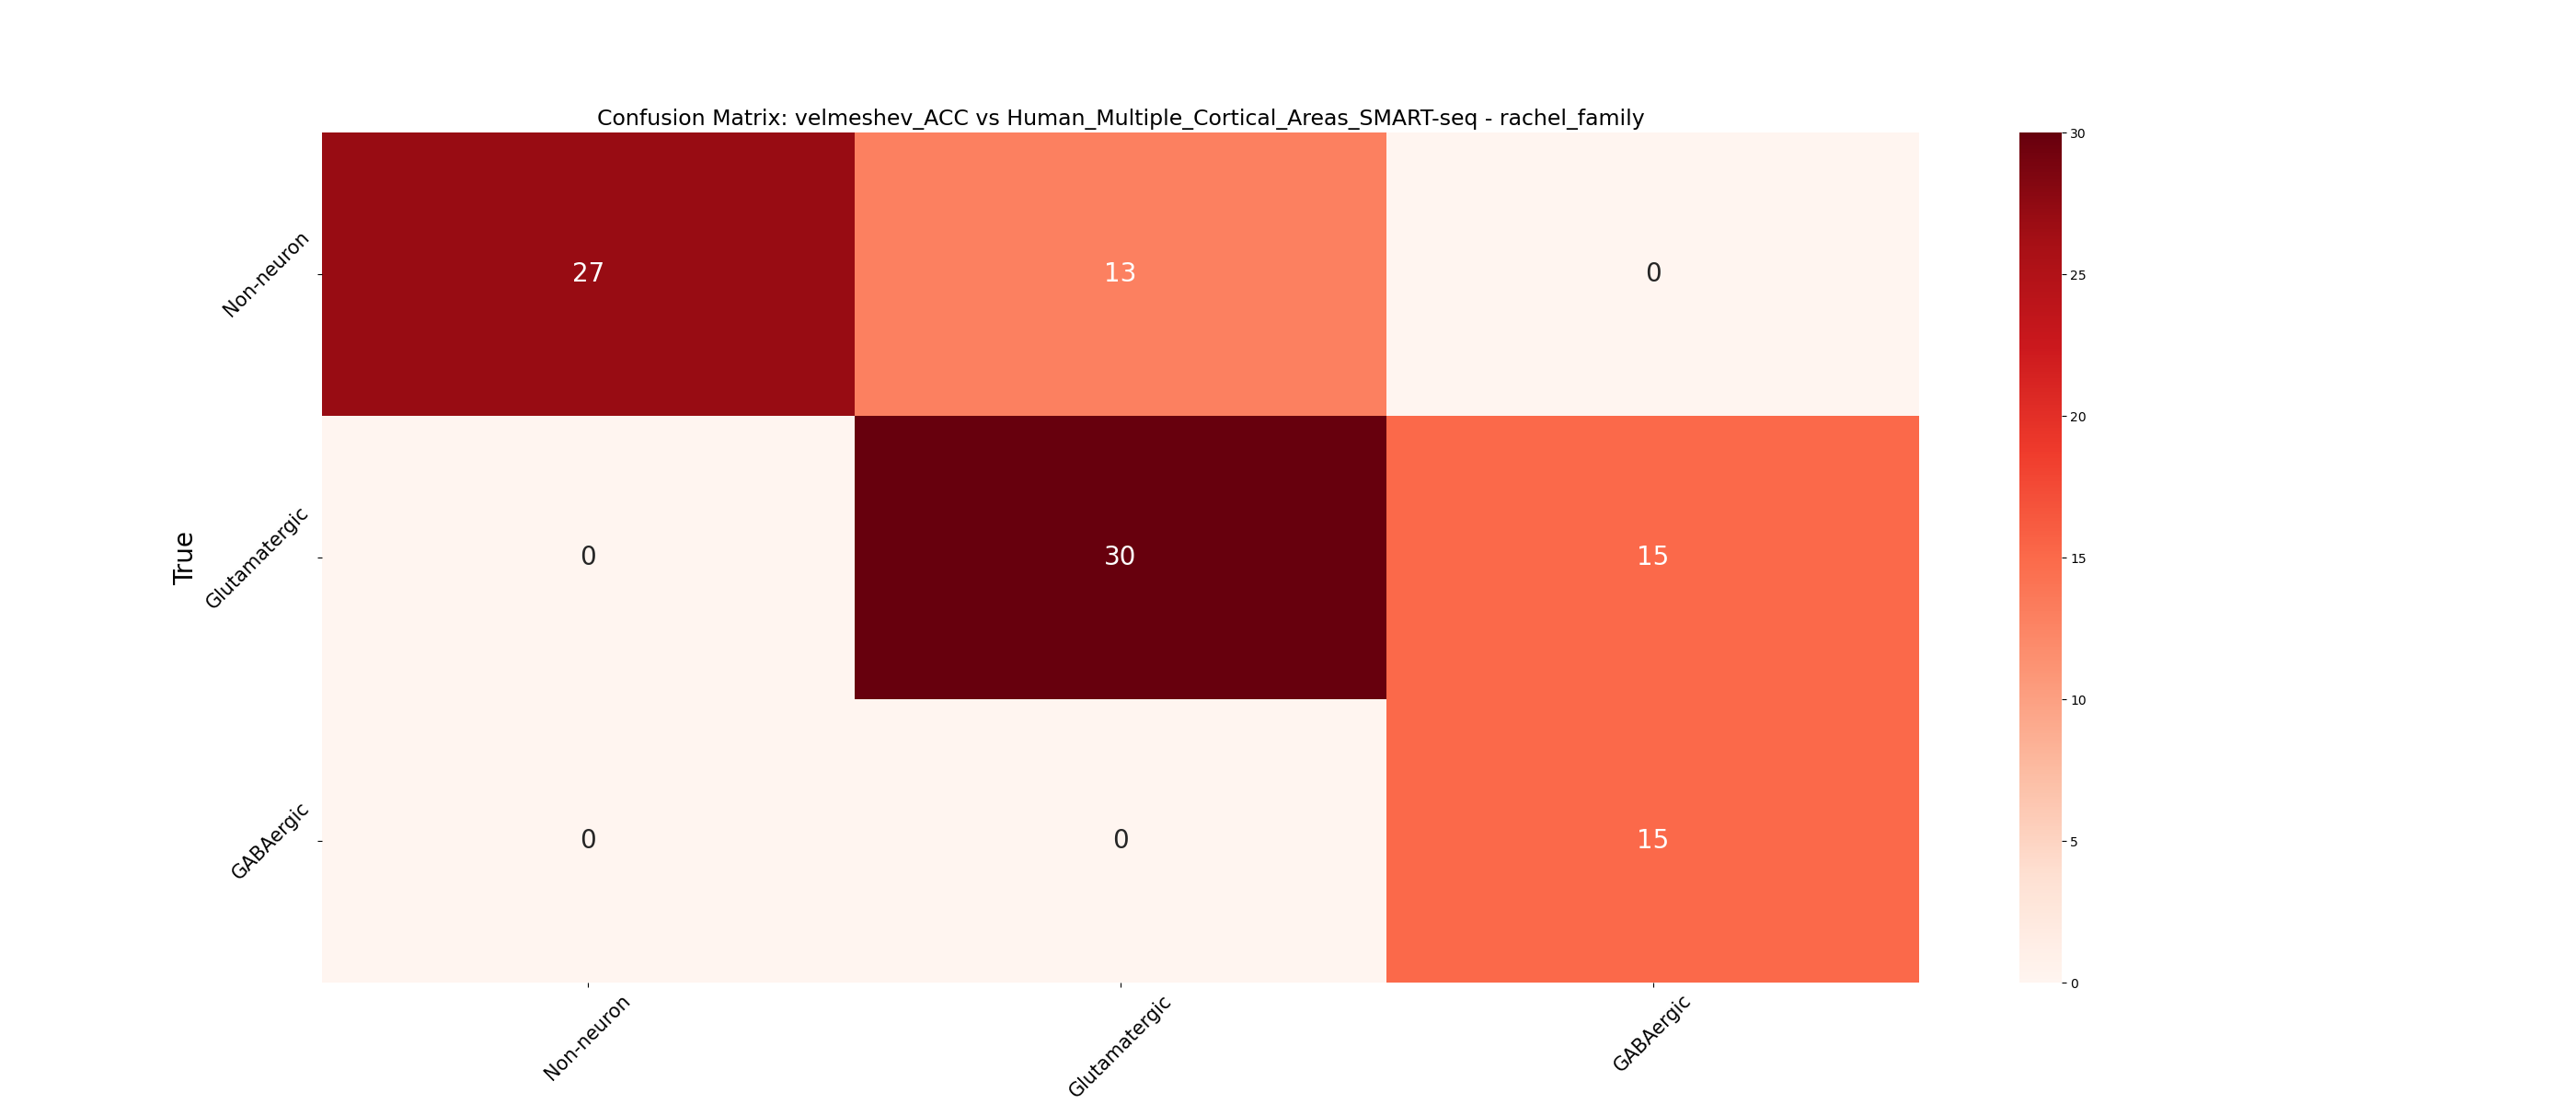 Confusion Matrix: velmeshev_ACC vs Human_Multiple_Cortical_Areas_SMART-seq - rachel_family
True
Non-neuron
27
13
0
Glutamatergic
0
30
15
GABAergic
0
0
15
Non-neuron
Glutamatergic
GABAergic
30
25
20
15
10
5
0